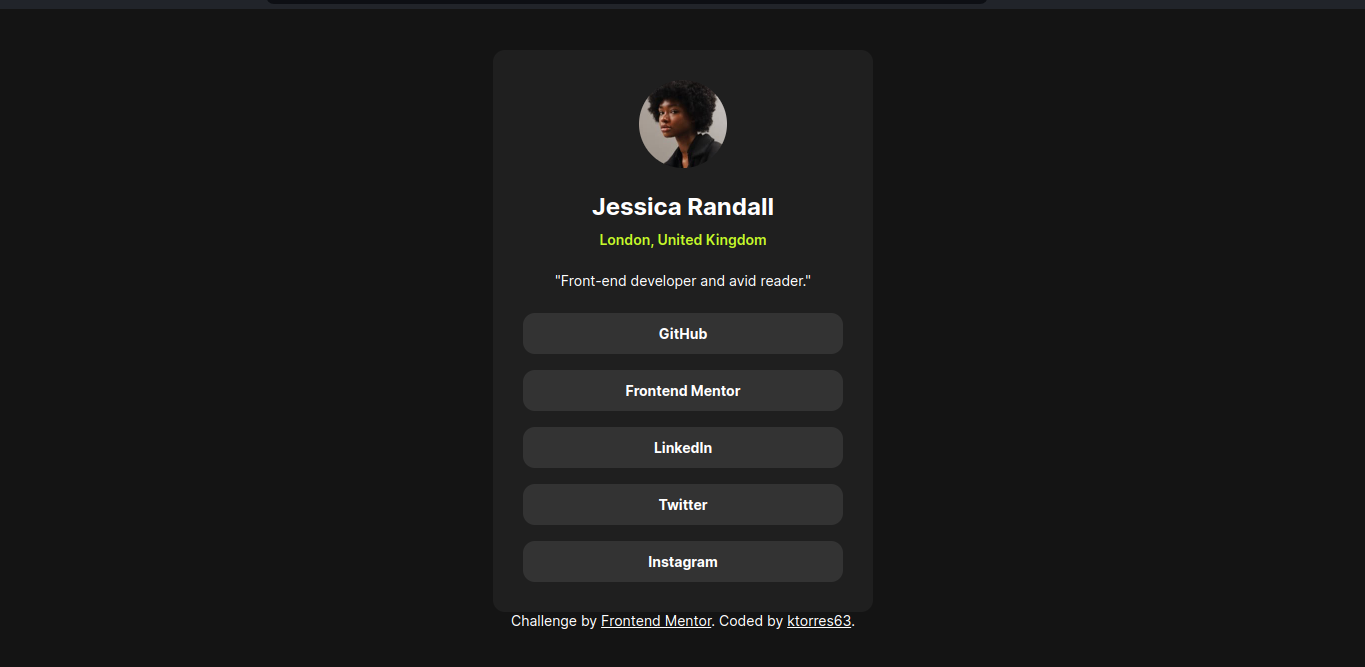 Jessica Randall
London, United Kingdom
"Front-end developer and avid reader."
GitHub
Frontend Mentor
LinkedIn
Twitter
Instagram
Challenge by Frontend Mentor. Coded by ktorres63.